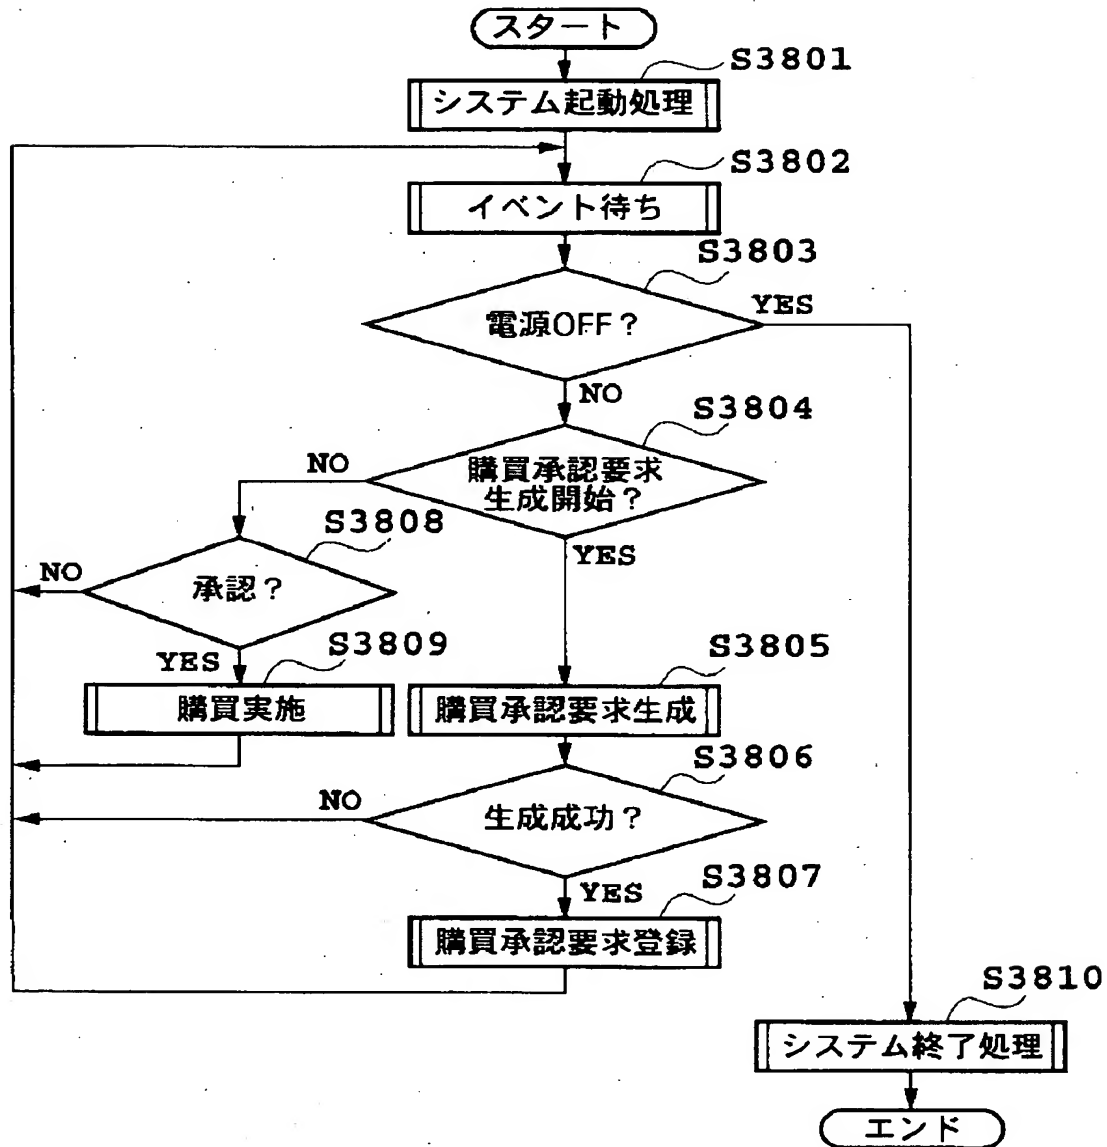 スタート
S3801
システム起動処理
S3802
イベント待ち
S3803
電源OFF?
YES
NO
S3804
購買承認要求
生成開始?
NO
YES
S3808
承認?
NO
YES
S3809
購買実施
S3805
購買承認要求生成
S3806
生成成功?
NO
YES
S3807
購買承認要求登録
S3810
システム終了処理
エンド